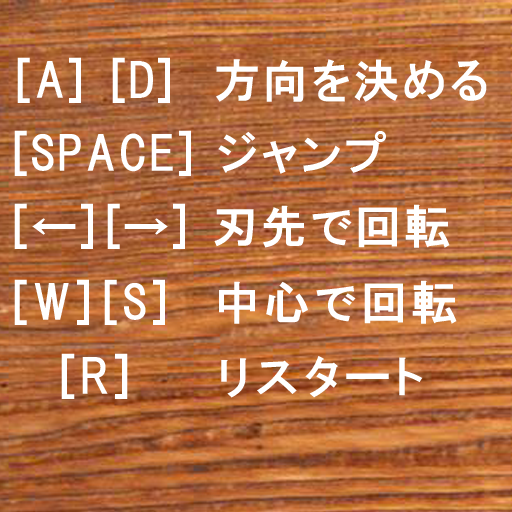 [A] [D] 方向を決める
[SPACE] ジャンプ
[←][→] 刃先で回転
[W][S] 中心で回転
[R] リスタート